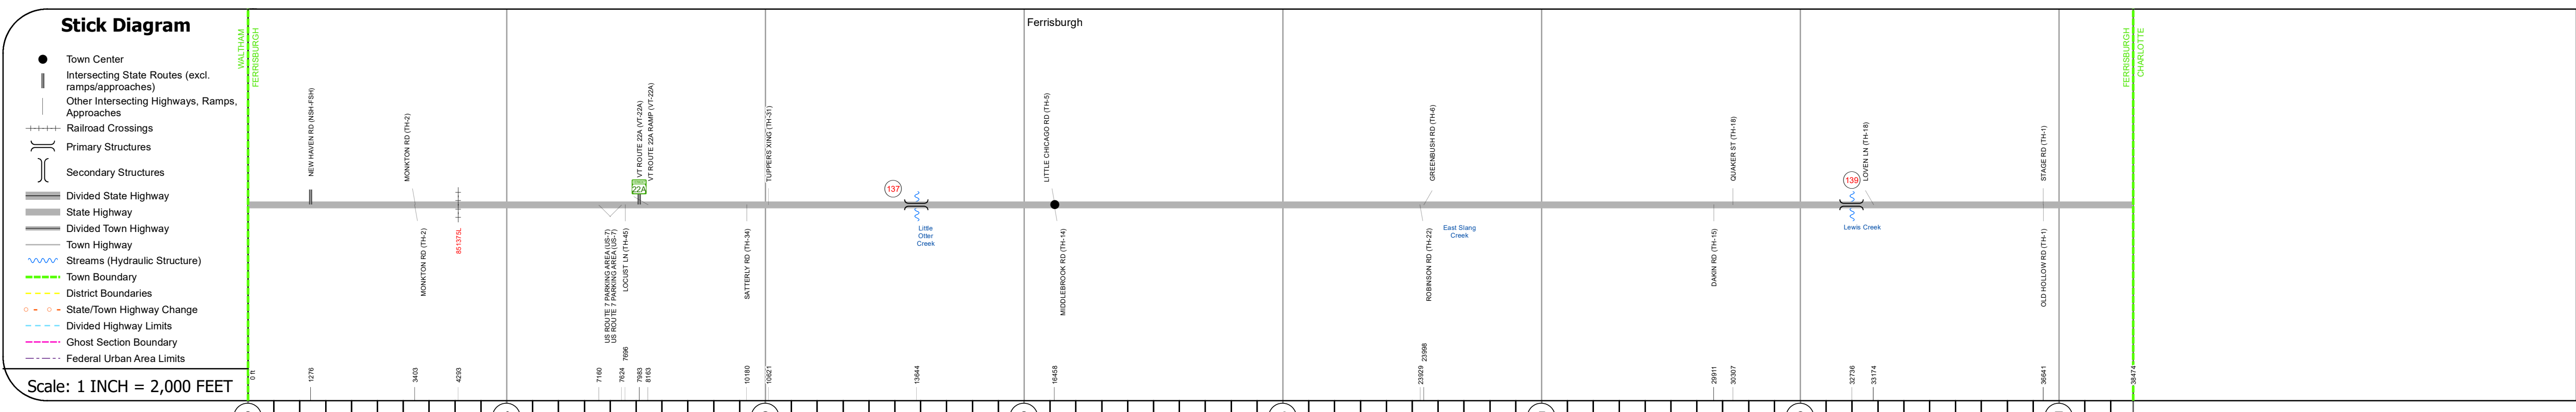 Stick Diagram
Town Center
Intersecting State Routes (excl.
ramps/approaches)
Other Intersecting Highways, Ramps,
Approaches
Railroad Crossings
Primary Structures
Secondary Structures
Divided State Highway
State Highway
Divided Town Highway
Town Highway
Streams (Hydraulic Structure)
Town Boundary
District Boundaries
State/Town Highway Change
Divided Highway Limits
Ghost Section Boundary
Federal Urban Area Limits
Scale: 1 INCH = 2,000 FEET
WALTHAM
FERRISBURGH
Ferrisburgh
FERRISBURGH
CHARLOTTE
NEW HAVEN RD (NSH-FSH)
MONKTON RD (TH-2)
VT ROUTE 22A (VT-22A)
VT ROUTE 22A RAMP (VT-22A)
22A
TUPPERS XING (TH-31)
137
LITTLE CHICAGO RD (TH-5)
GREENBUSH RD (TH-6)
QUAKER ST (TH-18)
139
LOVEN LN (TH-18)
STAGE RD (TH-1)
MONKTON RD (TH-2)
851375L
US ROUTE 7 PARKING AREA (US-7)
US ROUTE 7 PARKING AREA (US-7)
LOCUST LN (TH-45)
SATTERLY RD (TH-34)
Little
Otter
Creek
MIDDLEBROOK RD (TH-14)
ROBINSON RD (TH-22)
East Slang
Creek
DAKIN RD (TH-15)
Lewis Creek
OLD HOLLOW RD (TH-1)
0 ft
1276
3403
4293
7160
7624
7696
7983
8163
10180
10621
13644
16458
23929
23998
29911
30307
32736
33174
36641
38474